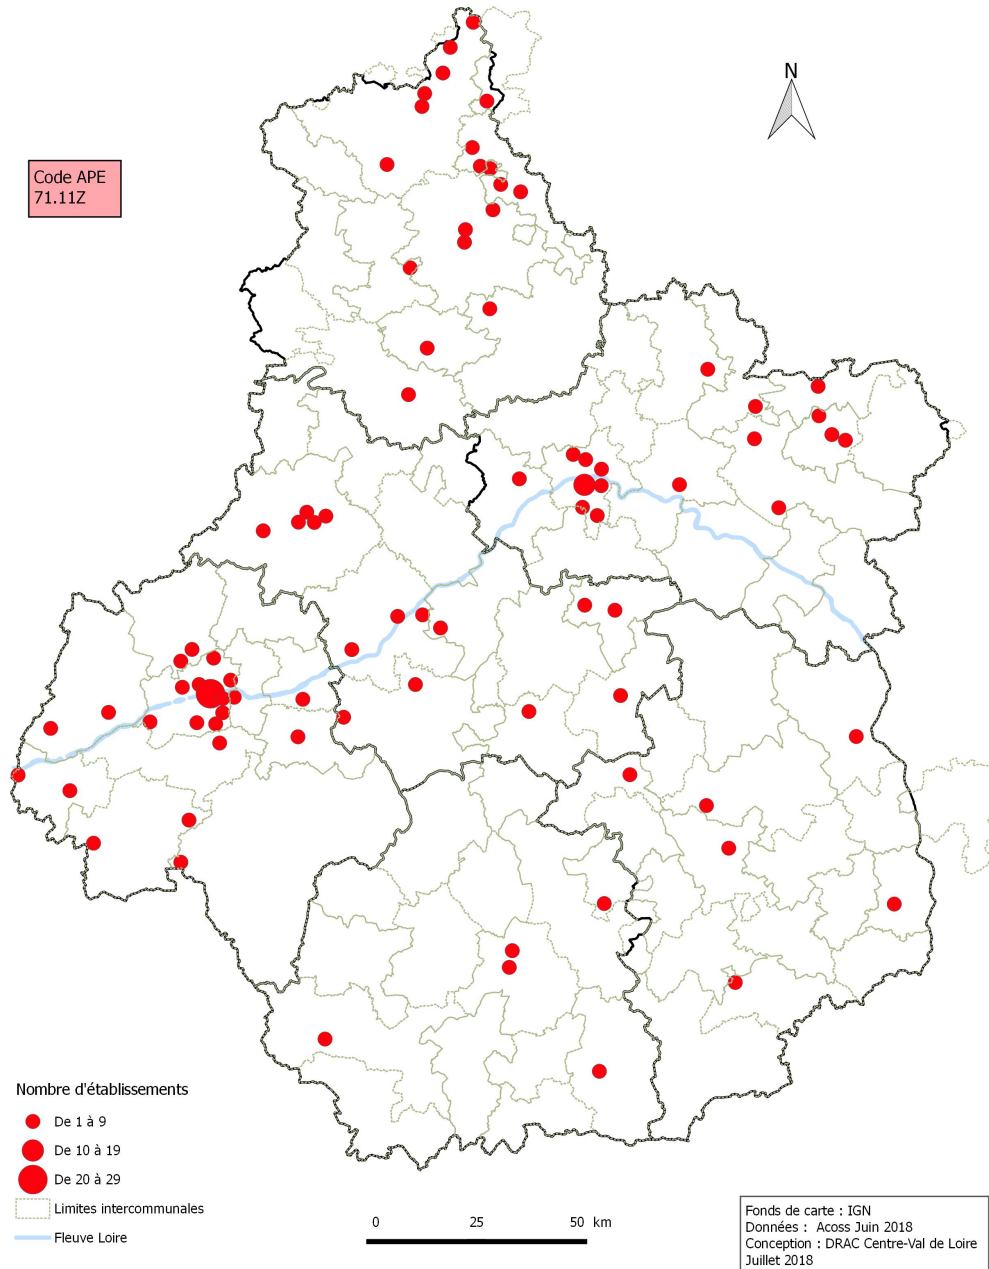 N
Code APE
71.11Z
Nombre d'établissements
De 1 à 9
De 10 à 19
De 20 à 29
Limites intercommunales
Fleuve Loire
0 25 50 km
Fonds de carte : IGN
Données : Acoss Juin 2018
Conception : DRAC Centre-Val de Loire
Juillet 2018